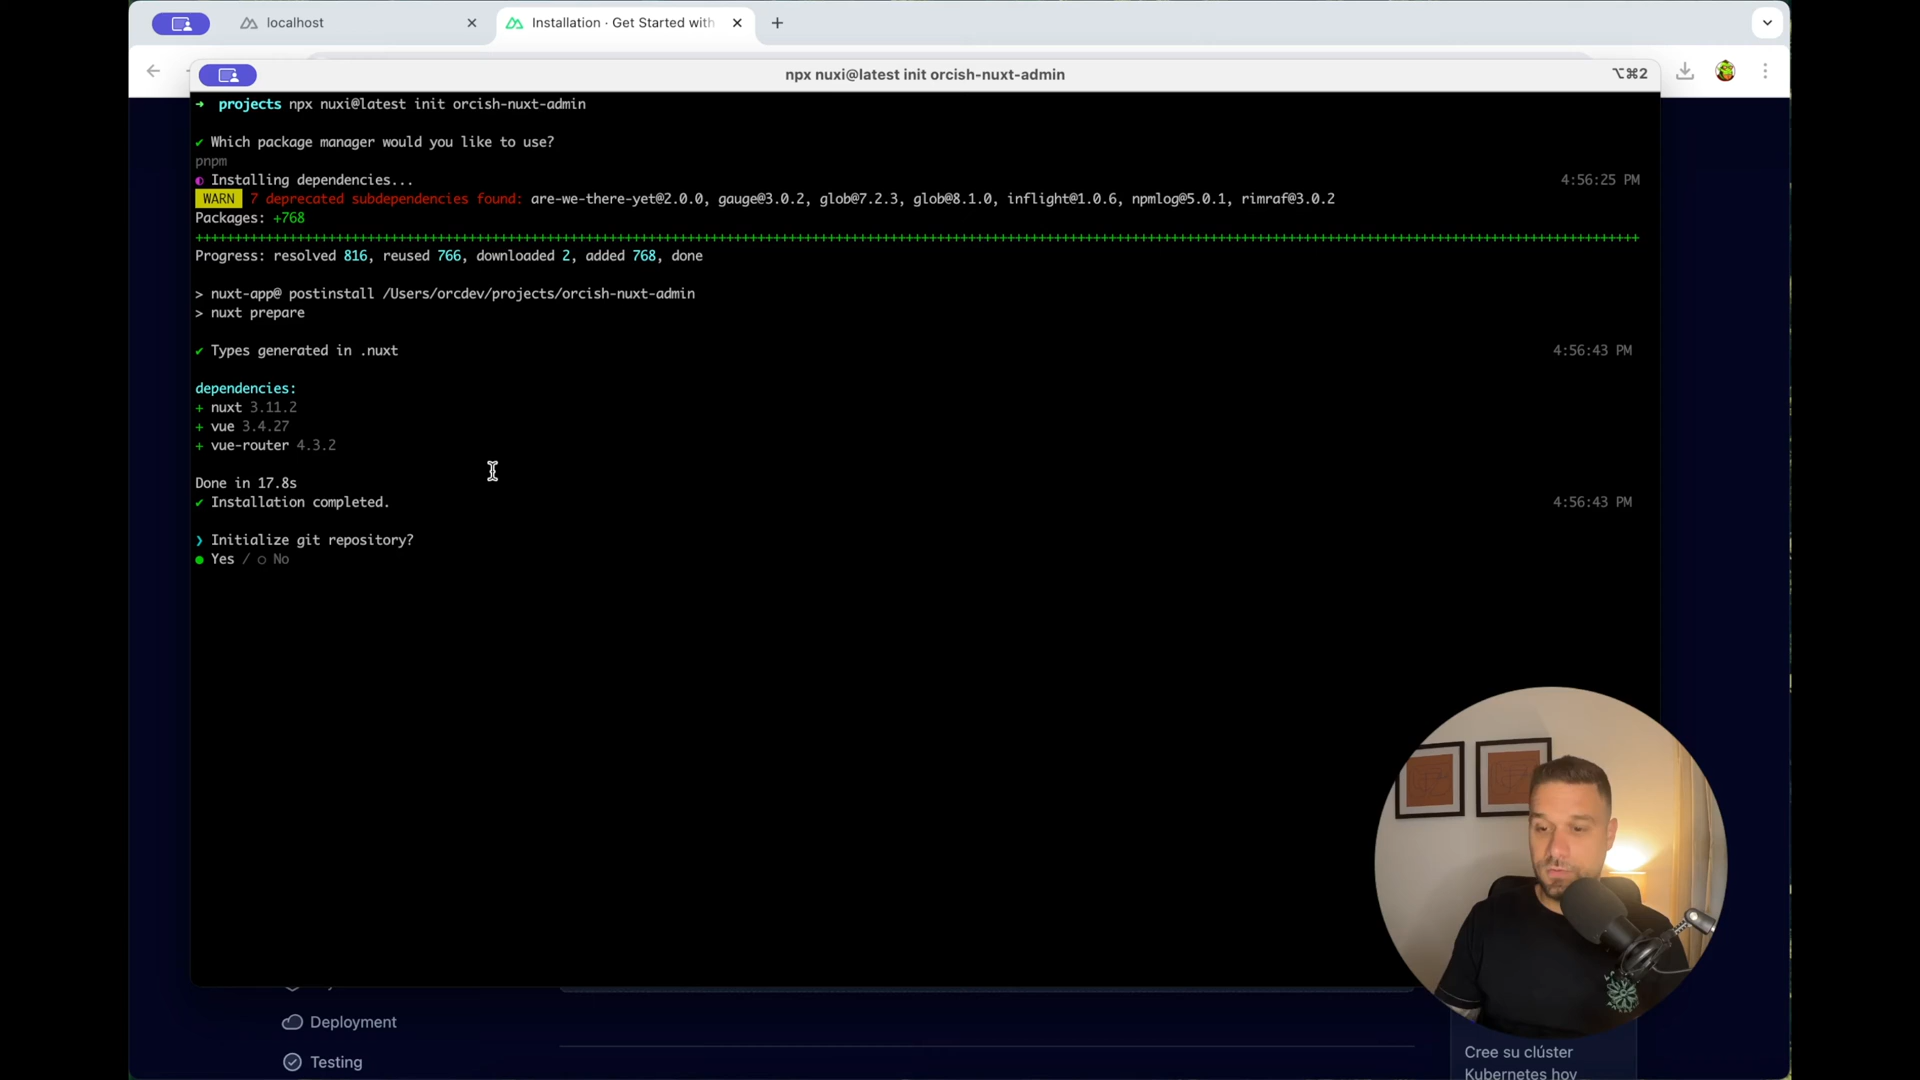 localhost
Installation · Get Started with
npx nuxi@latest init orcish-nuxt-admin
⌥⌘2
➜ projects npx nuxi@latest init orcish-nuxt-admin
✔ Which package manager would you like to use?
pnpm
◐ Installing dependencies... 4:56:25 PM
WARN 7 deprecated subdependencies found: are-we-there-yet@2.0.0, gauge@3.0.2, glob@7.2.3, glob@8.1.0, inflight@1.0.6, npmlog@5.0.1, rimraf@3.0.2
Packages: +768
++++++++++++++++++++++++++++++++++++++++++++++++++++++++++++++++++++++++++++++++++++++++++++++++++++++++++++++++++++++++++++++++++++++++++++++++++++++++++++++++++++++++++++++++++++++++
Progress: resolved 816, reused 766, downloaded 2, added 768, done
> nuxt-app@ postinstall /Users/orcdev/projects/orcish-nuxt-admin
> nuxt prepare
✔ Types generated in .nuxt 4:56:43 PM
dependencies:
+ nuxt 3.11.2
+ vue 3.4.27
+ vue-router 4.3.2
Done in 17.8s
✔ Installation completed. 4:56:43 PM
❯ Initialize git repository?
● Yes / ○ No
Deployment
Testing
Cree su clúster
Kubernetes hoy